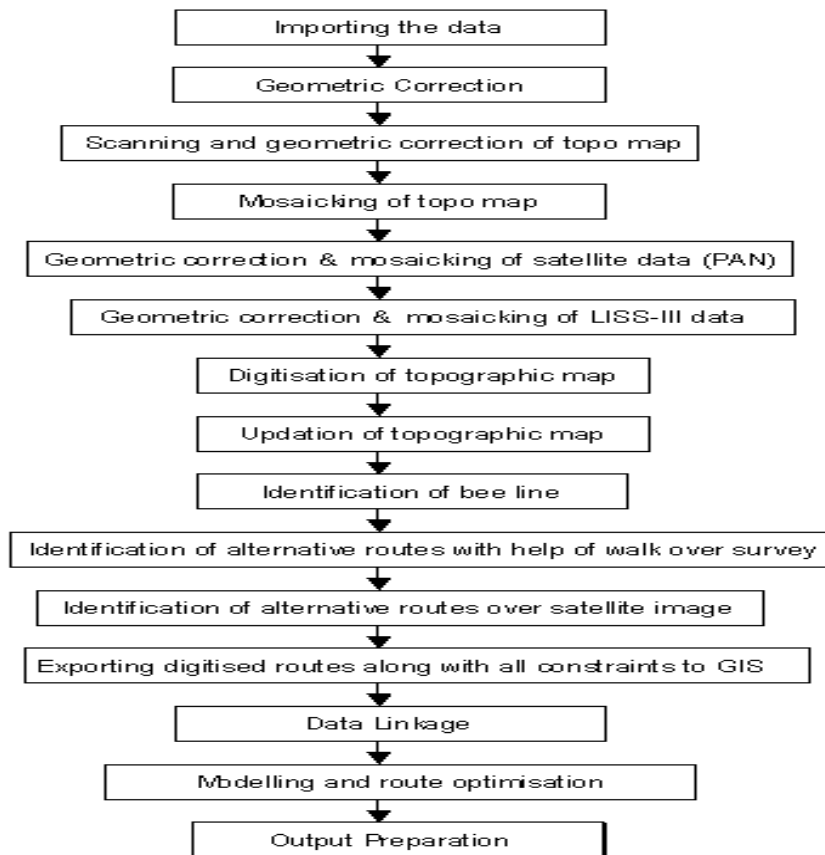 Importing the data
Geometric Correction
Scanning and geometric correction of topo map
Mosaicking of topo map
Geometric correction & mosaicking of satellite data (PAN)
Geometric correction & mosaicking of LISS-III data
Digitisation of topographic map
Updation of topographic map
Identification of bee line
Identification of alternative routes with help of walk over survey
Identification of alternative routes over satellite image
Exporting digitised routes along with all constraints to GIS
Data Linkage
Modelling and route optimisation
Output Preparation